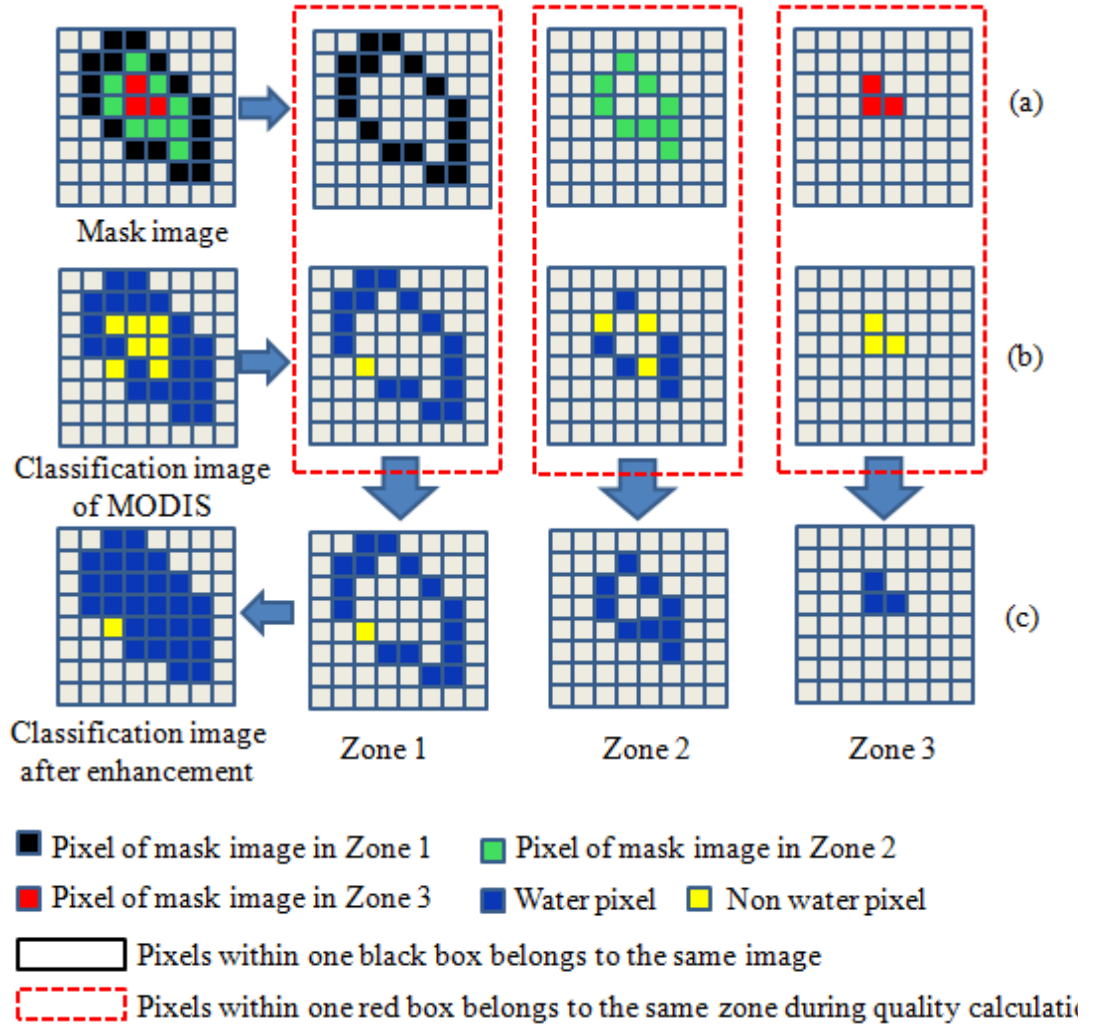 (a)
Mask image
(b)
Classification image
of MODIS
(c)
Classification image
after enhancement
Zone 1
Zone 2
Zone 3
Pixel of mask image in Zone 1
Pixel of mask image in Zone 2
Pixel of mask image in Zone 3
Water pixel
Non water pixel
Pixels within one black box belongs to the same image
Pixels within one red box belongs to the same zone during quality calculati